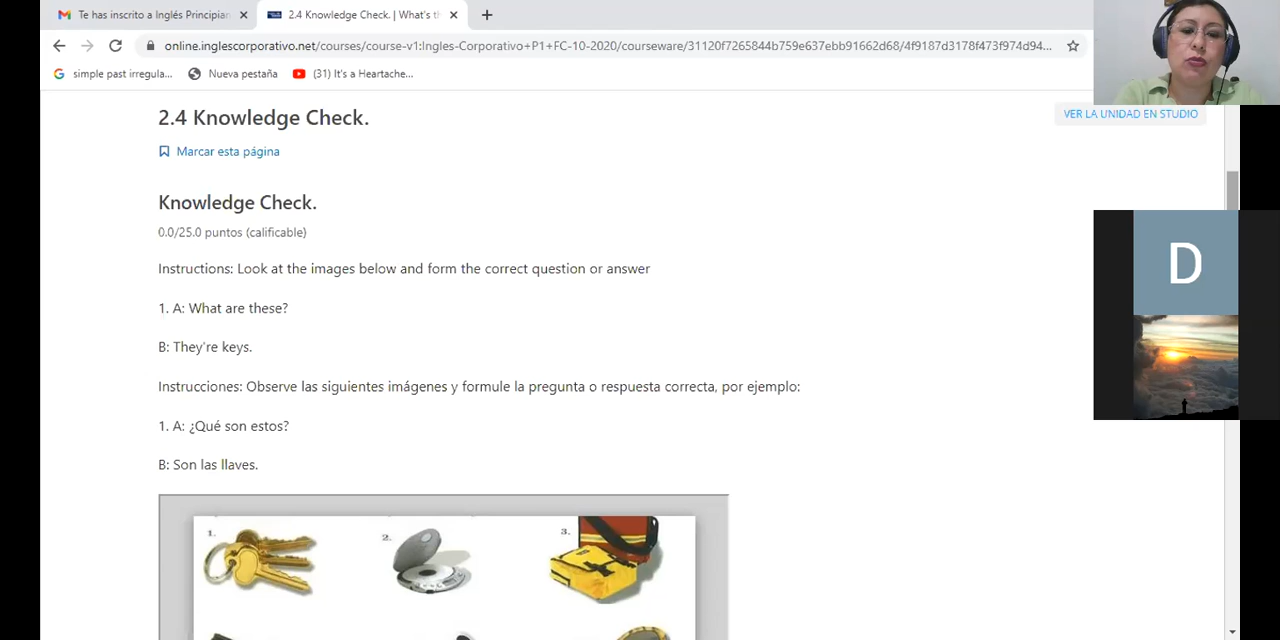 Te has inscrito a Inglés Principian
2.4 Knowledge Check. | What's th
online.inglescorporativo.net/courses/course-v1:Ingles-Corporativo+P1+FC-10-2020/courseware/31120f7265844b759e637ebb91662d68/4f9187d3178f473f974d94...
simple past irregula... Nueva pestaña (31) It's a Heartache...
2.4 Knowledge Check.
VER LA UNIDAD EN STUDIO
Marcar esta página
Knowledge Check.
0.0/25.0 puntos (calificable)
D
Instructions: Look at the images below and form the correct question or answer
1. A: What are these?
B: They're keys.
Instrucciones: Observe las siguientes imágenes y formule la pregunta o respuesta correcta, por ejemplo:
1. A: ¿Qué son estos?
B: Son las llaves.
1. 2. 3.